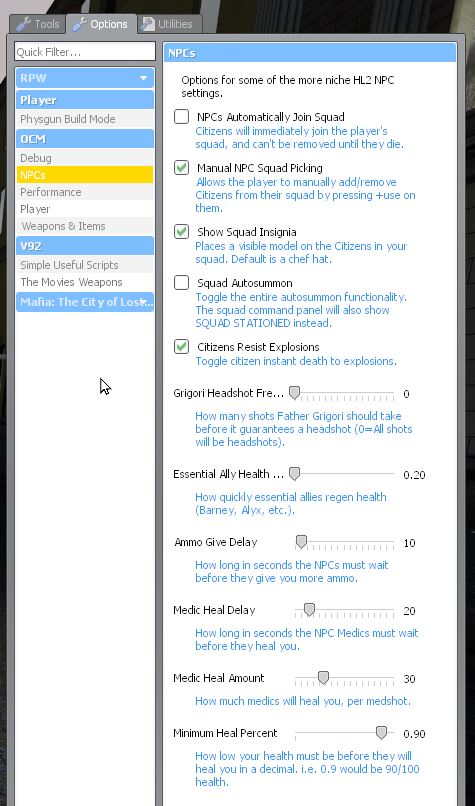 Tools
Options
Utilities
Quick Filter...
RPW
Player
Physgun Build Mode
OCM
Debug
NPCs
Performance
Player
Weapons & Items
V92
Simple Useful Scripts
The Movies Weapons
Mafia: The City of Lost...
NPCs
Options for some of the more niche HL2 NPC
settings.
NPCs Automatically Join Squad
Citizens will immediately join the player's
squad, and can't be removed until they die.
Manual NPC Squad Picking
Allows the player to manually add/remove
Citizens from their squad by pressing +use on
them.
Show Squad Insignia
Places a visible model on the Citizens in your
squad. Default is a chef hat.
Squad Autosummon
Toggle the entire autosummon functionality.
The squad command panel will also show
SQUAD STATIONED instead.
Citizens Resist Explosions
Toggle citizen instant death to explosions.
Grigori Headshot Fre... 0
How many shots Father Grigori should take
before it guarantees a headshot (0=All shots
will be headshots).
Essential Ally Health ... 0.20
How quickly essential allies regen health
(Barney, Alyx, etc.).
Ammo Give Delay 10
How long in seconds the NPCs must wait
before they give you more ammo.
Medic Heal Delay 20
How long in seconds the NPC Medics must wait
before they heal you.
Medic Heal Amount 30
How much medics will heal you, per medshot.
Minimum Heal Percent 0.90
How low your health must be before they will
heal you in a decimal. i.e. 0.9 would be 90/100
health.